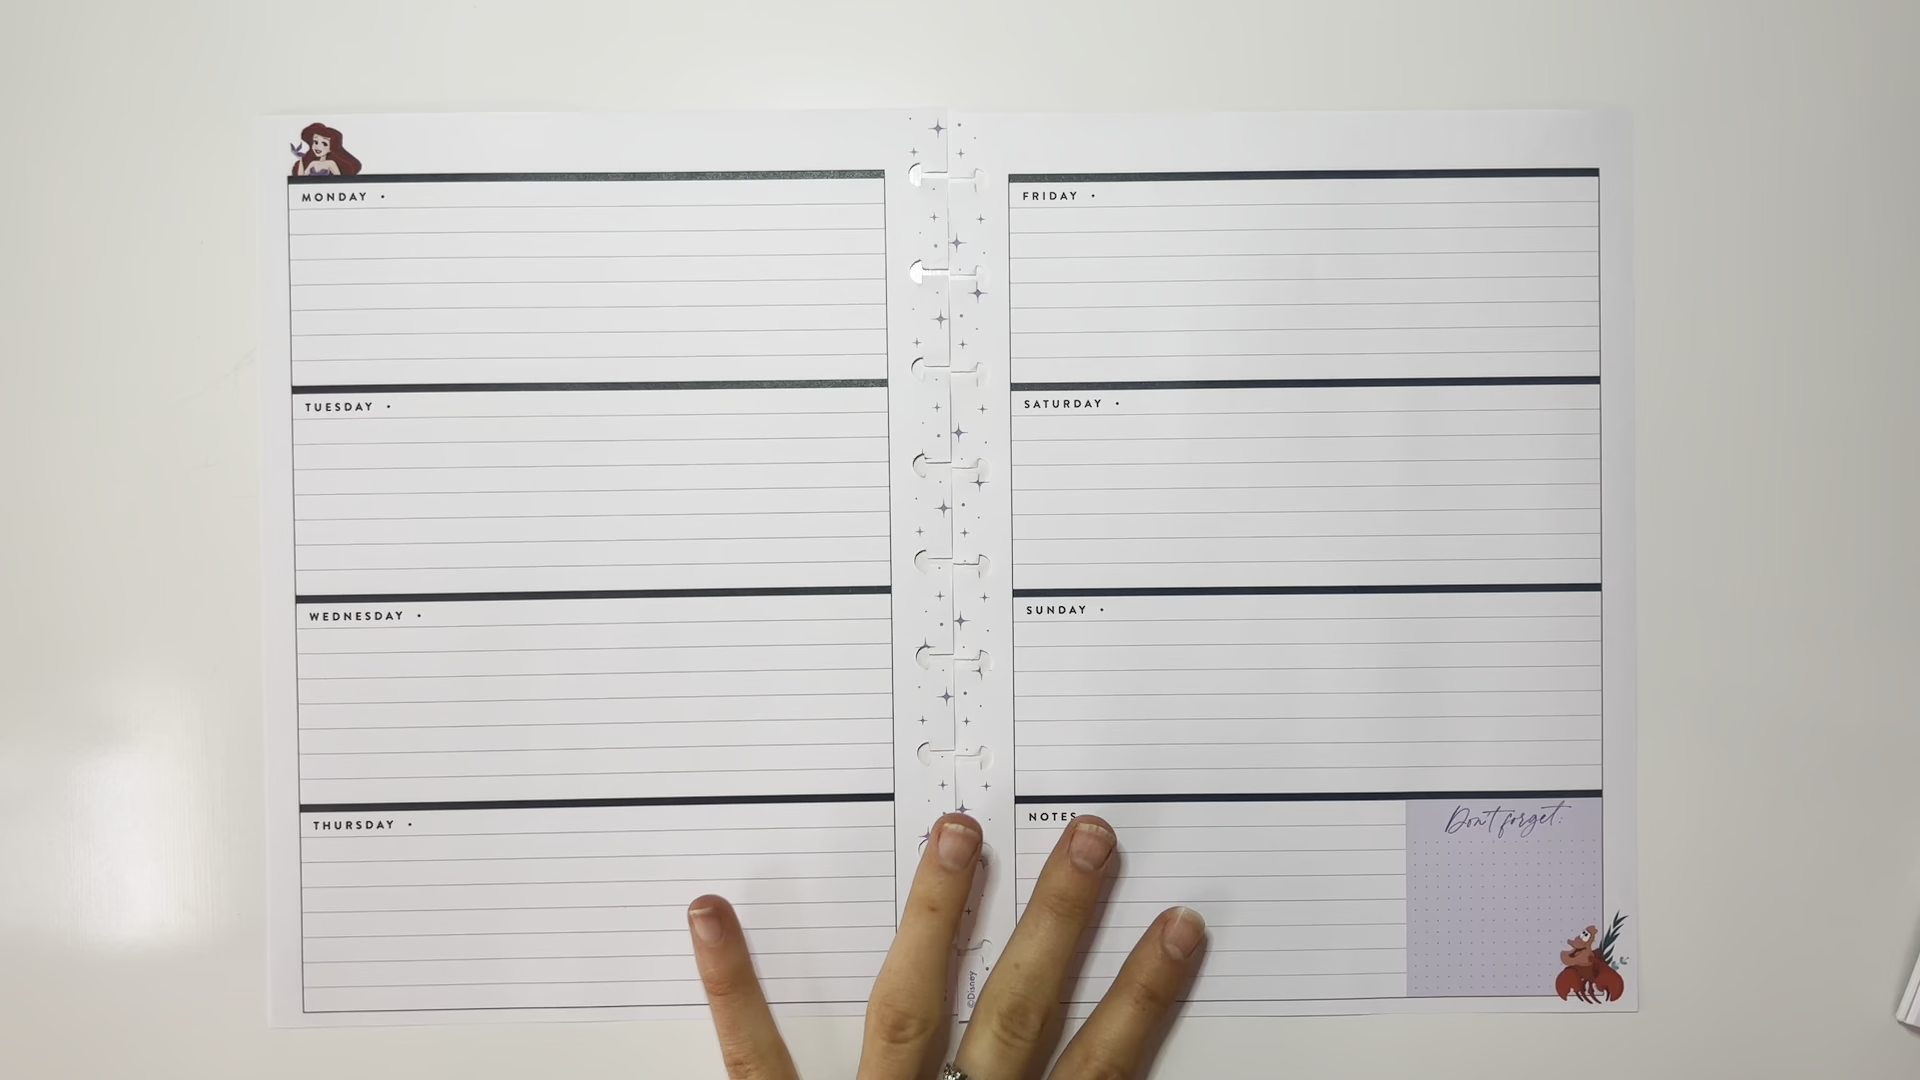 MONDAY •
TUESDAY •
WEDNESDAY •
THURSDAY •
©Disney
FRIDAY •
SATURDAY •
SUNDAY •
NOTES
Don't forget: